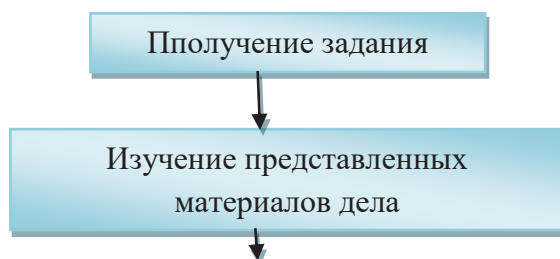 Пполучение задания
Изучение представленных
материалов дела